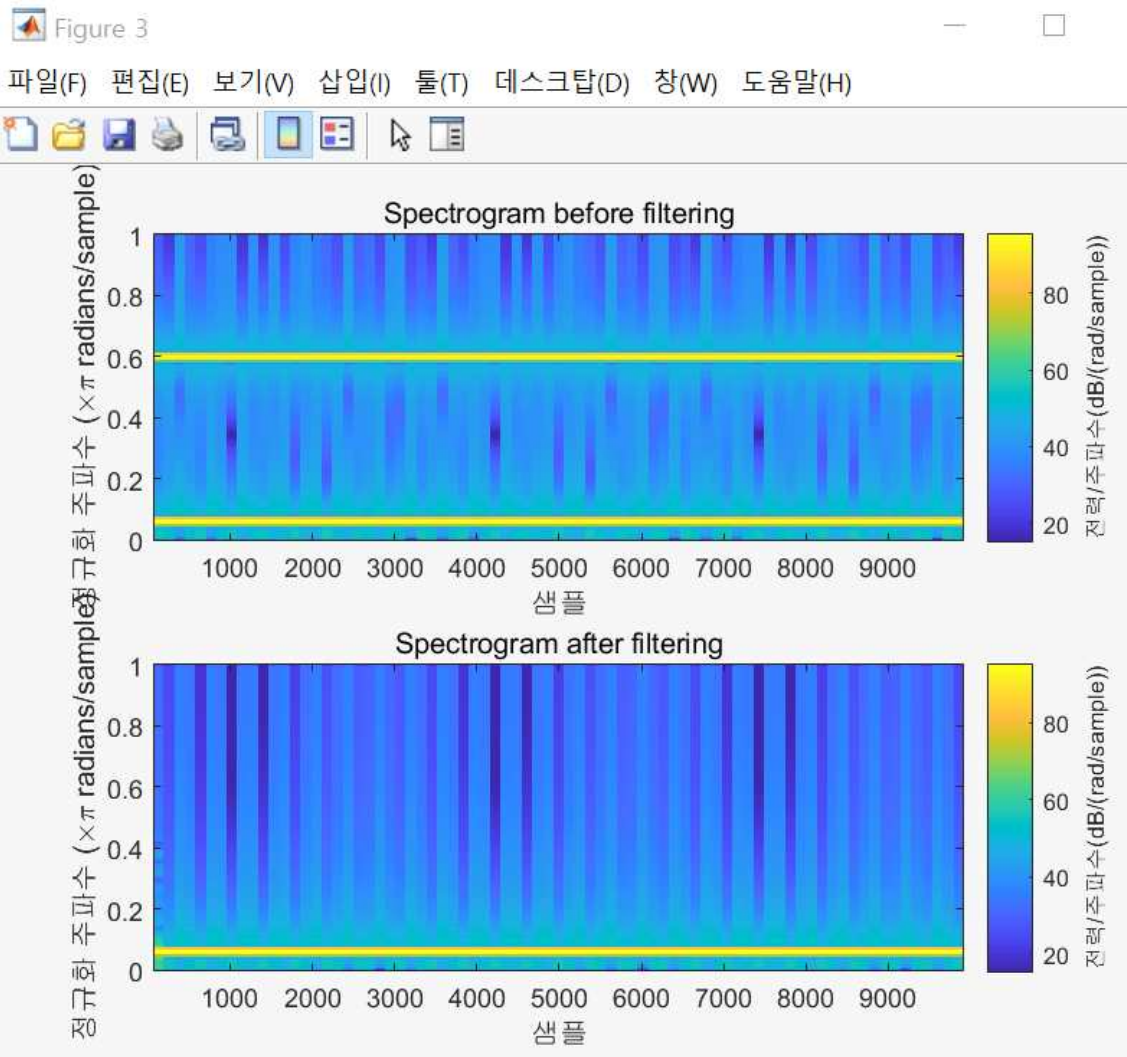 Figure 3
파일(F) 편집(E) 보기(V) 삽입(I) 툴(T) 데스크탑(D) 창(W) 도움말(H)
Spectrogram before filtering
정규화 주파수 (×π radians/sample)
1
0.8
0.6
0.4
0.2
0
1000 2000 3000 4000 5000 6000 7000 8000 9000
샘플
80
60
40
20
전력/주파수(dB/(rad/sample))
Spectrogram after filtering
정규화 주파수 (×π radians/sample)
1
0.8
0.6
0.4
0.2
0
1000 2000 3000 4000 5000 6000 7000 8000 9000
샘플
80
60
40
20
전력/주파수(dB/(rad/sample))